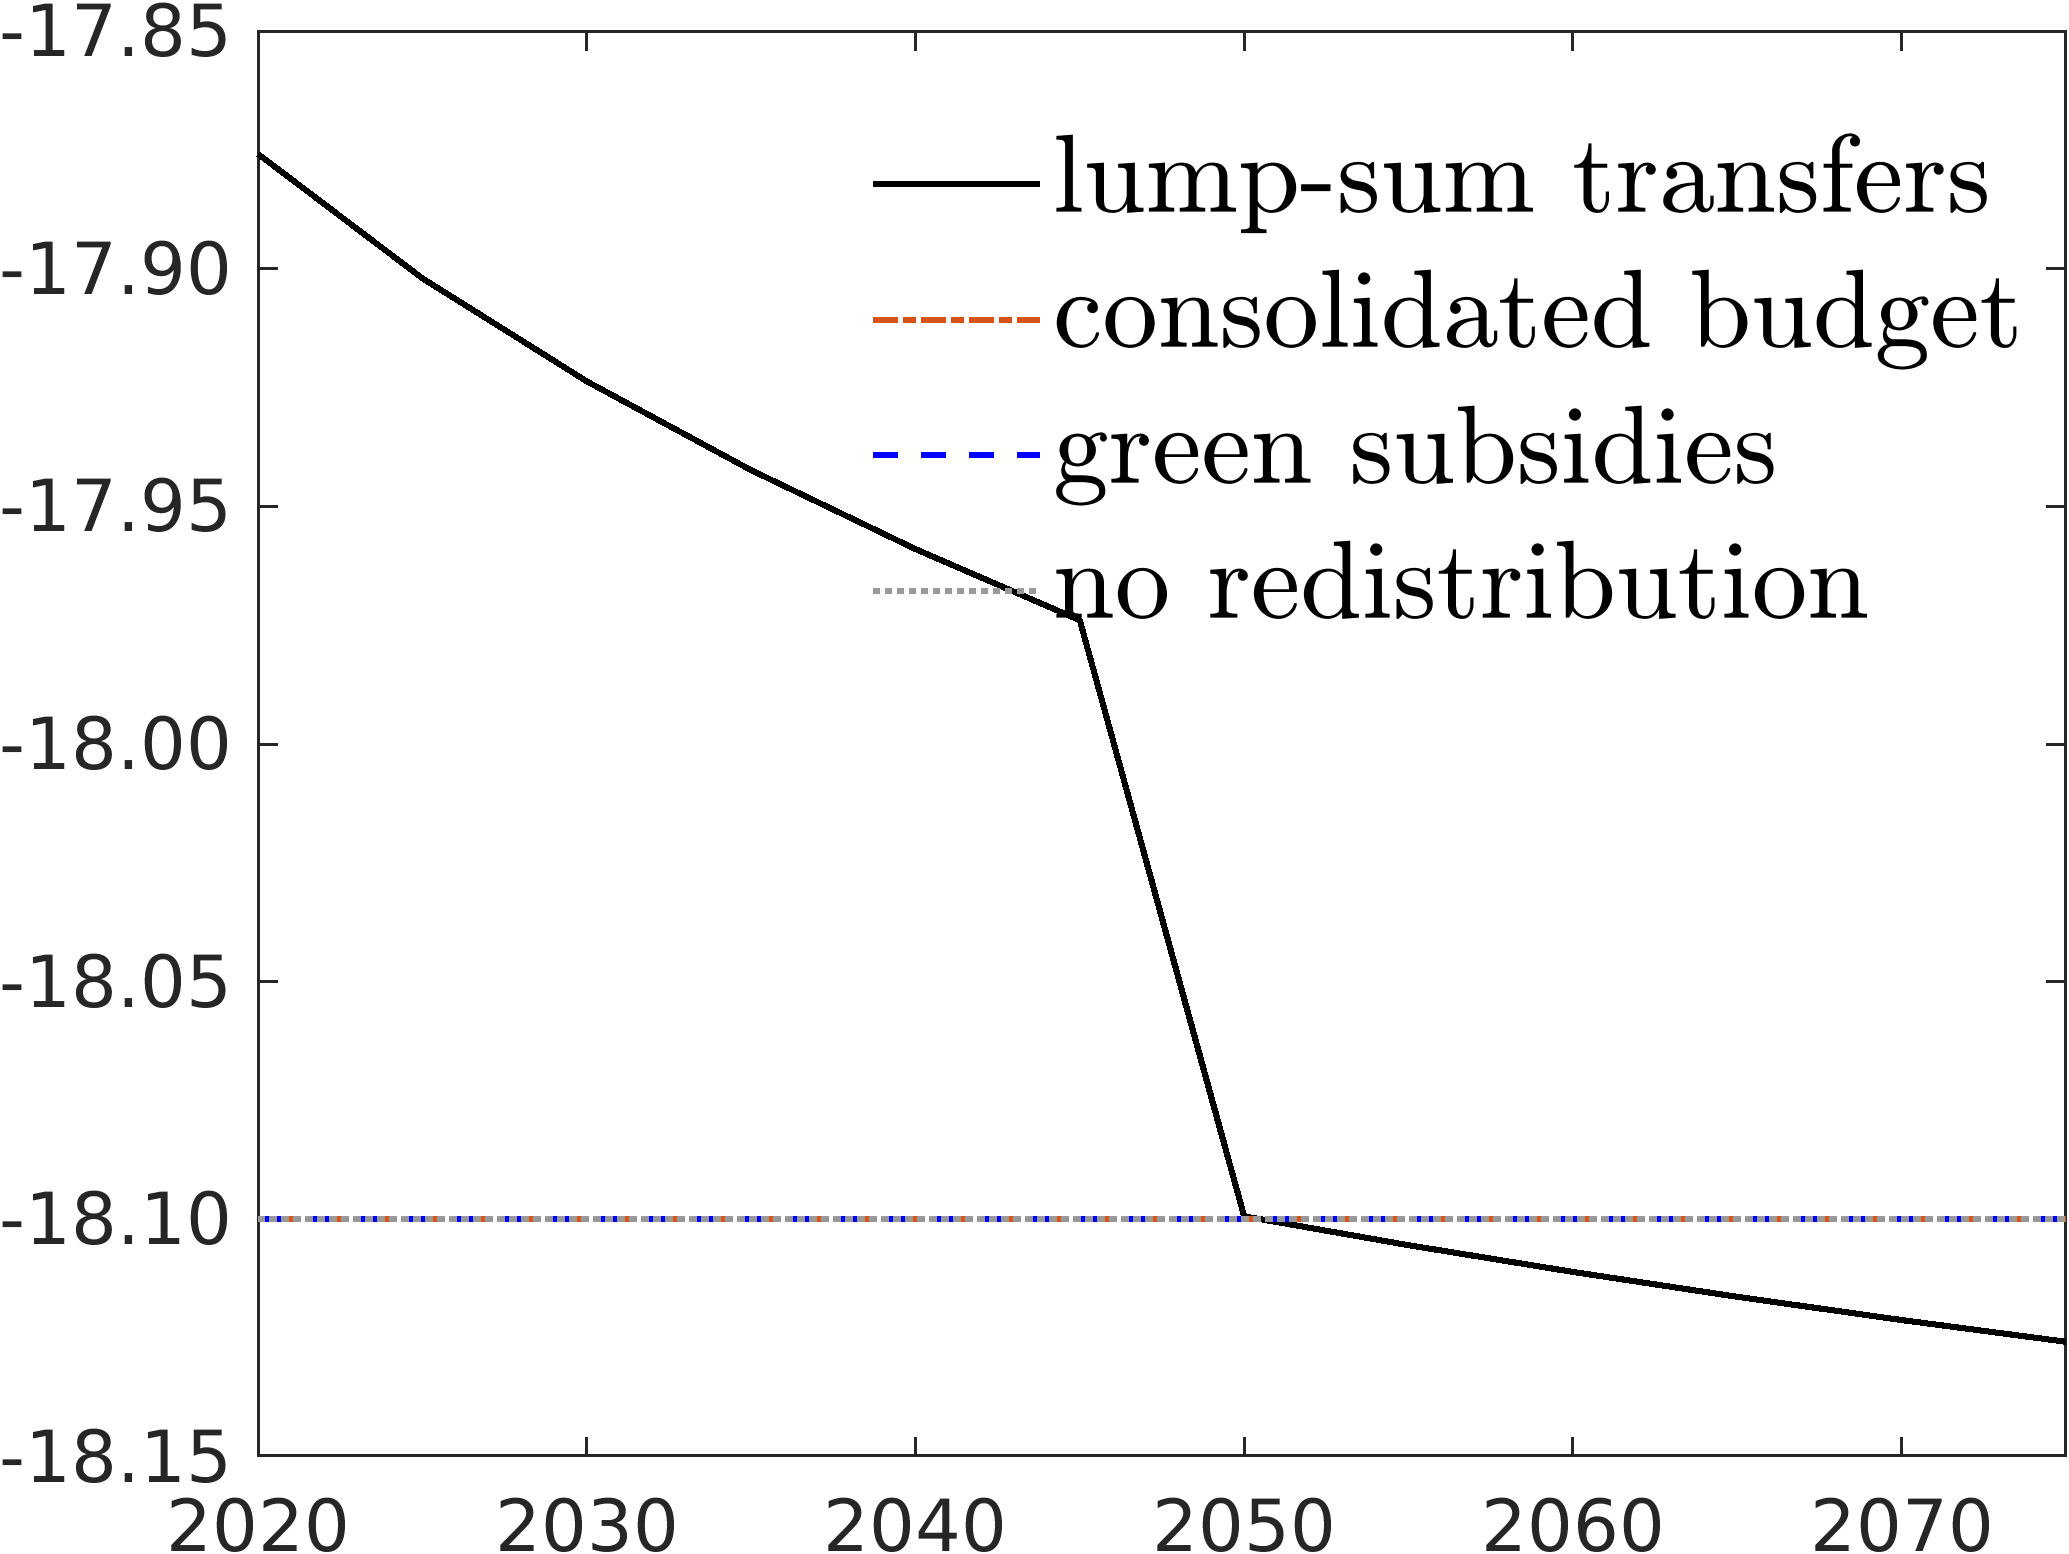 -17.85
-17.90
-17.95
-18.00
-18.05
-18.10
-18.15
2020 2030 2040 2050 2060 2070
lump-sum transfers
consolidated budget
green subsidies
no redistribution